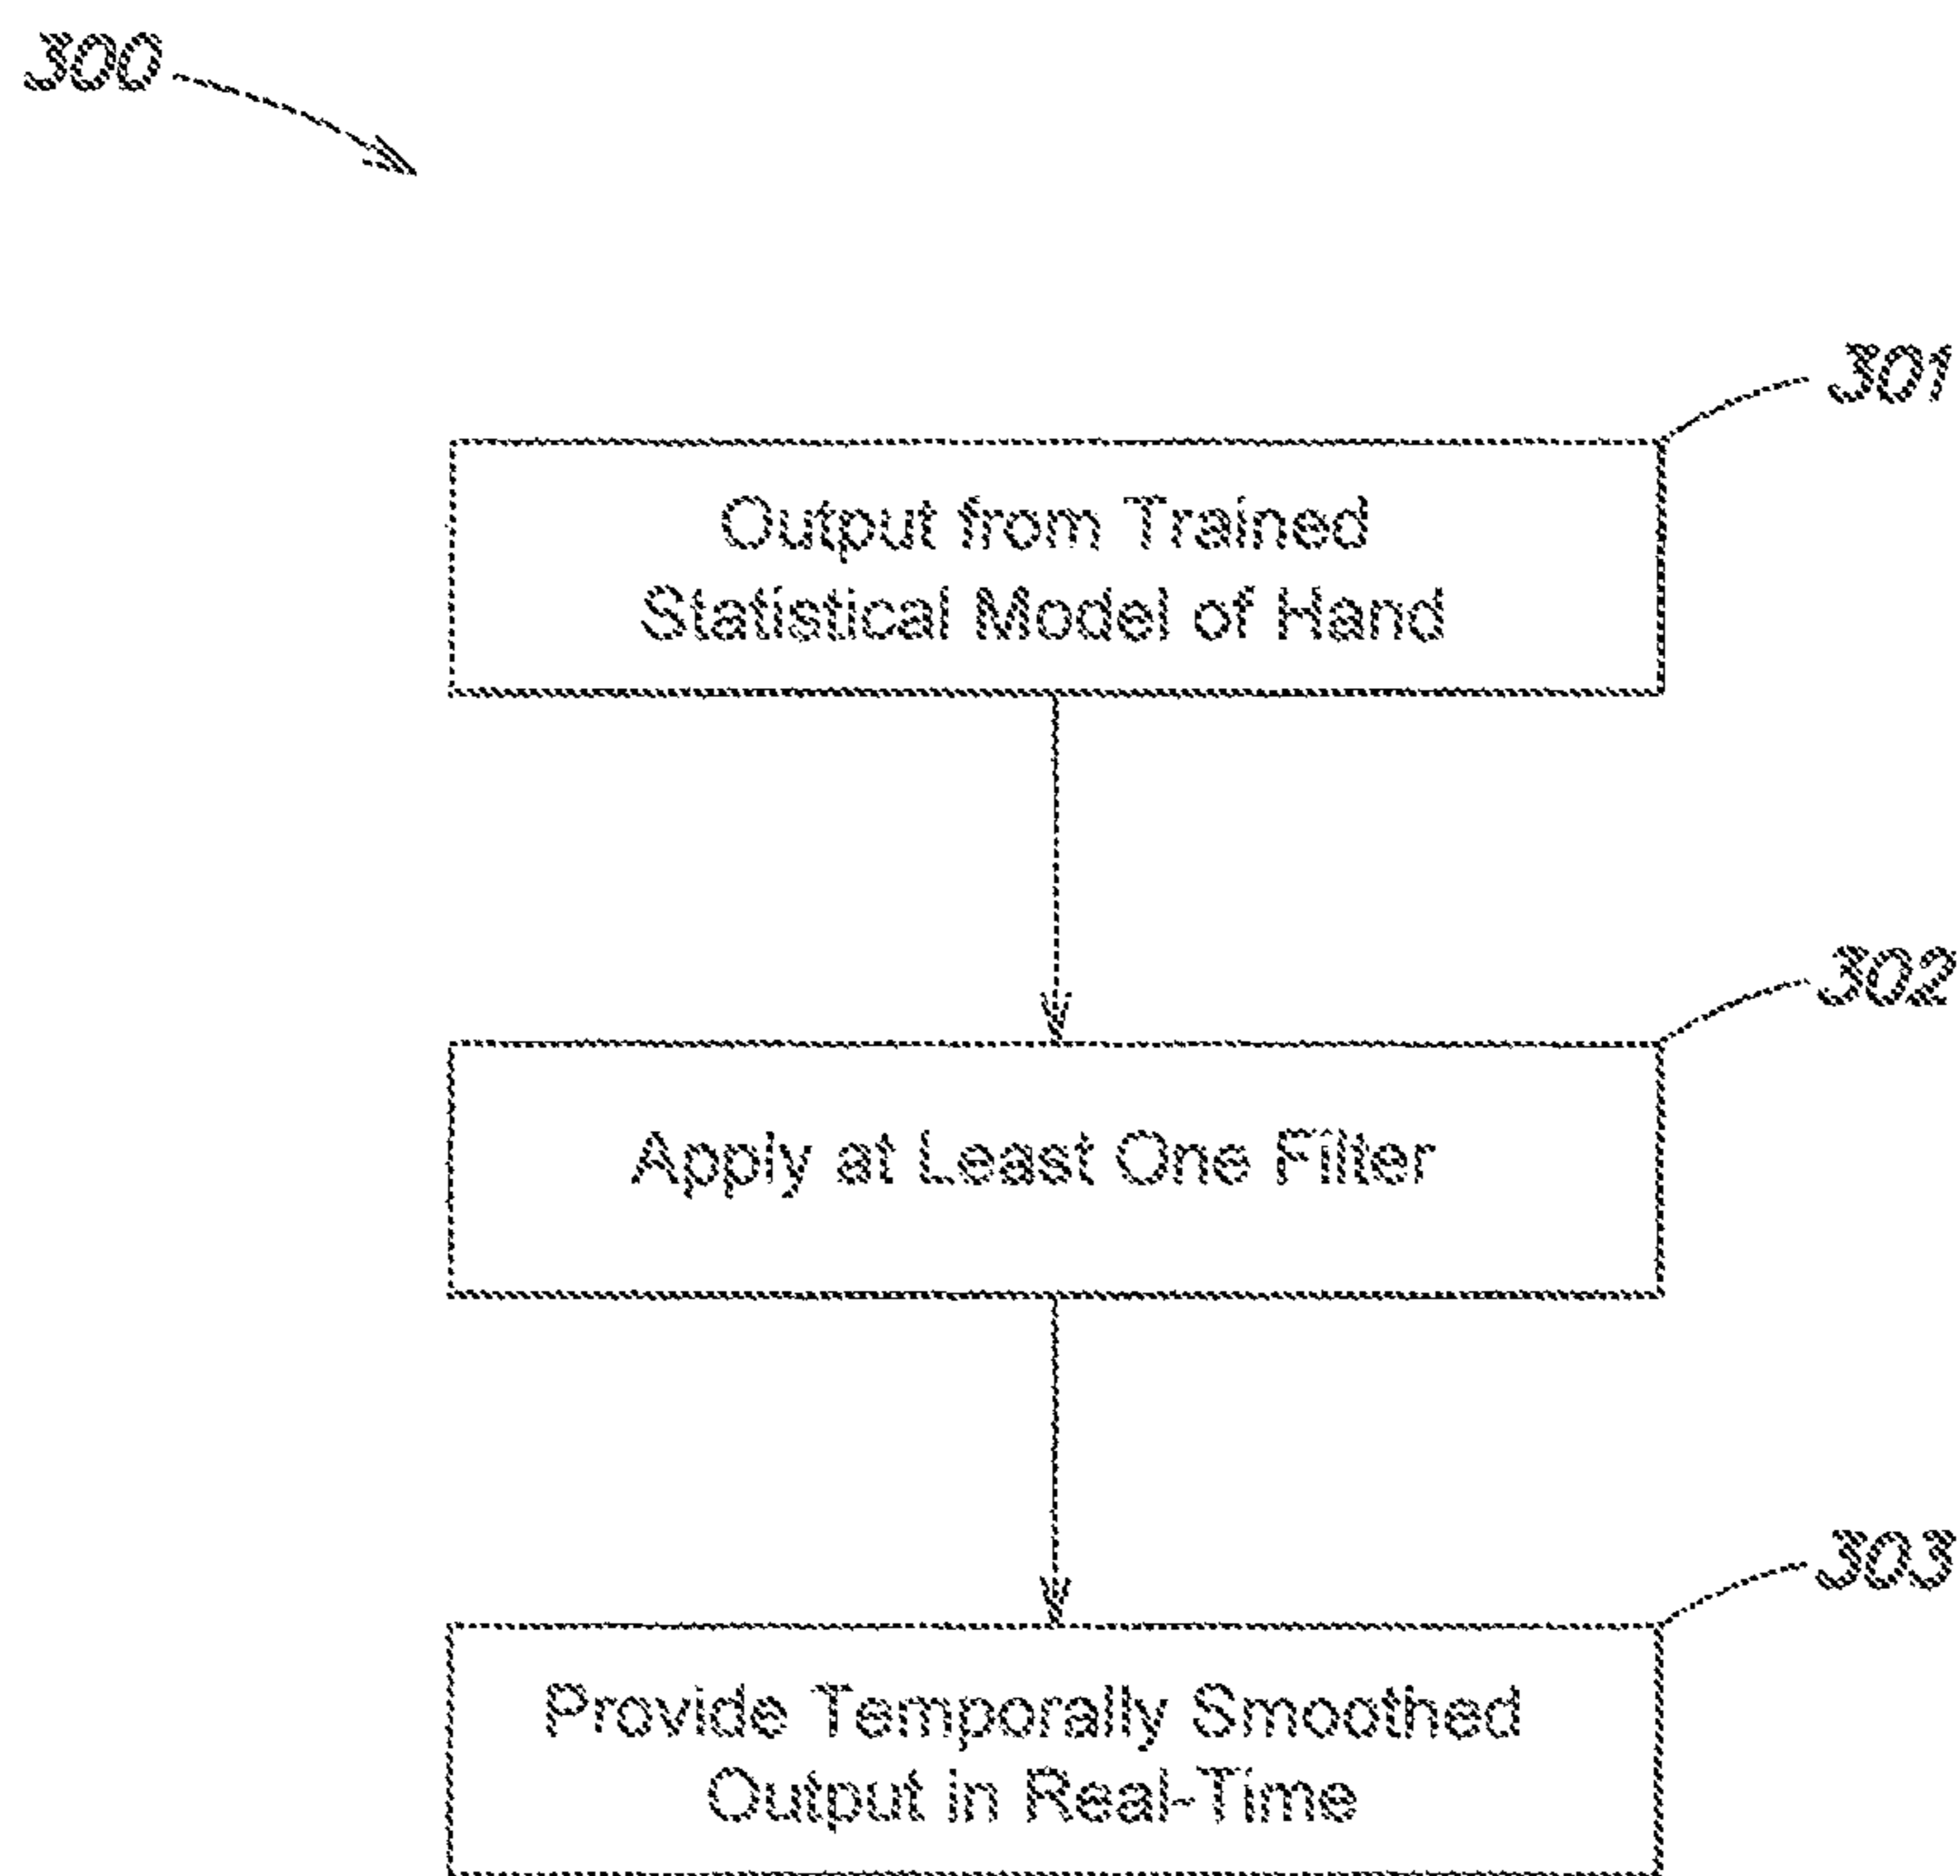 300
301
Output from Trained
Statistical Model of Hand
302
Apply at Least One Filter
303
Provide Temporally Smoothed
Output in Real-Time